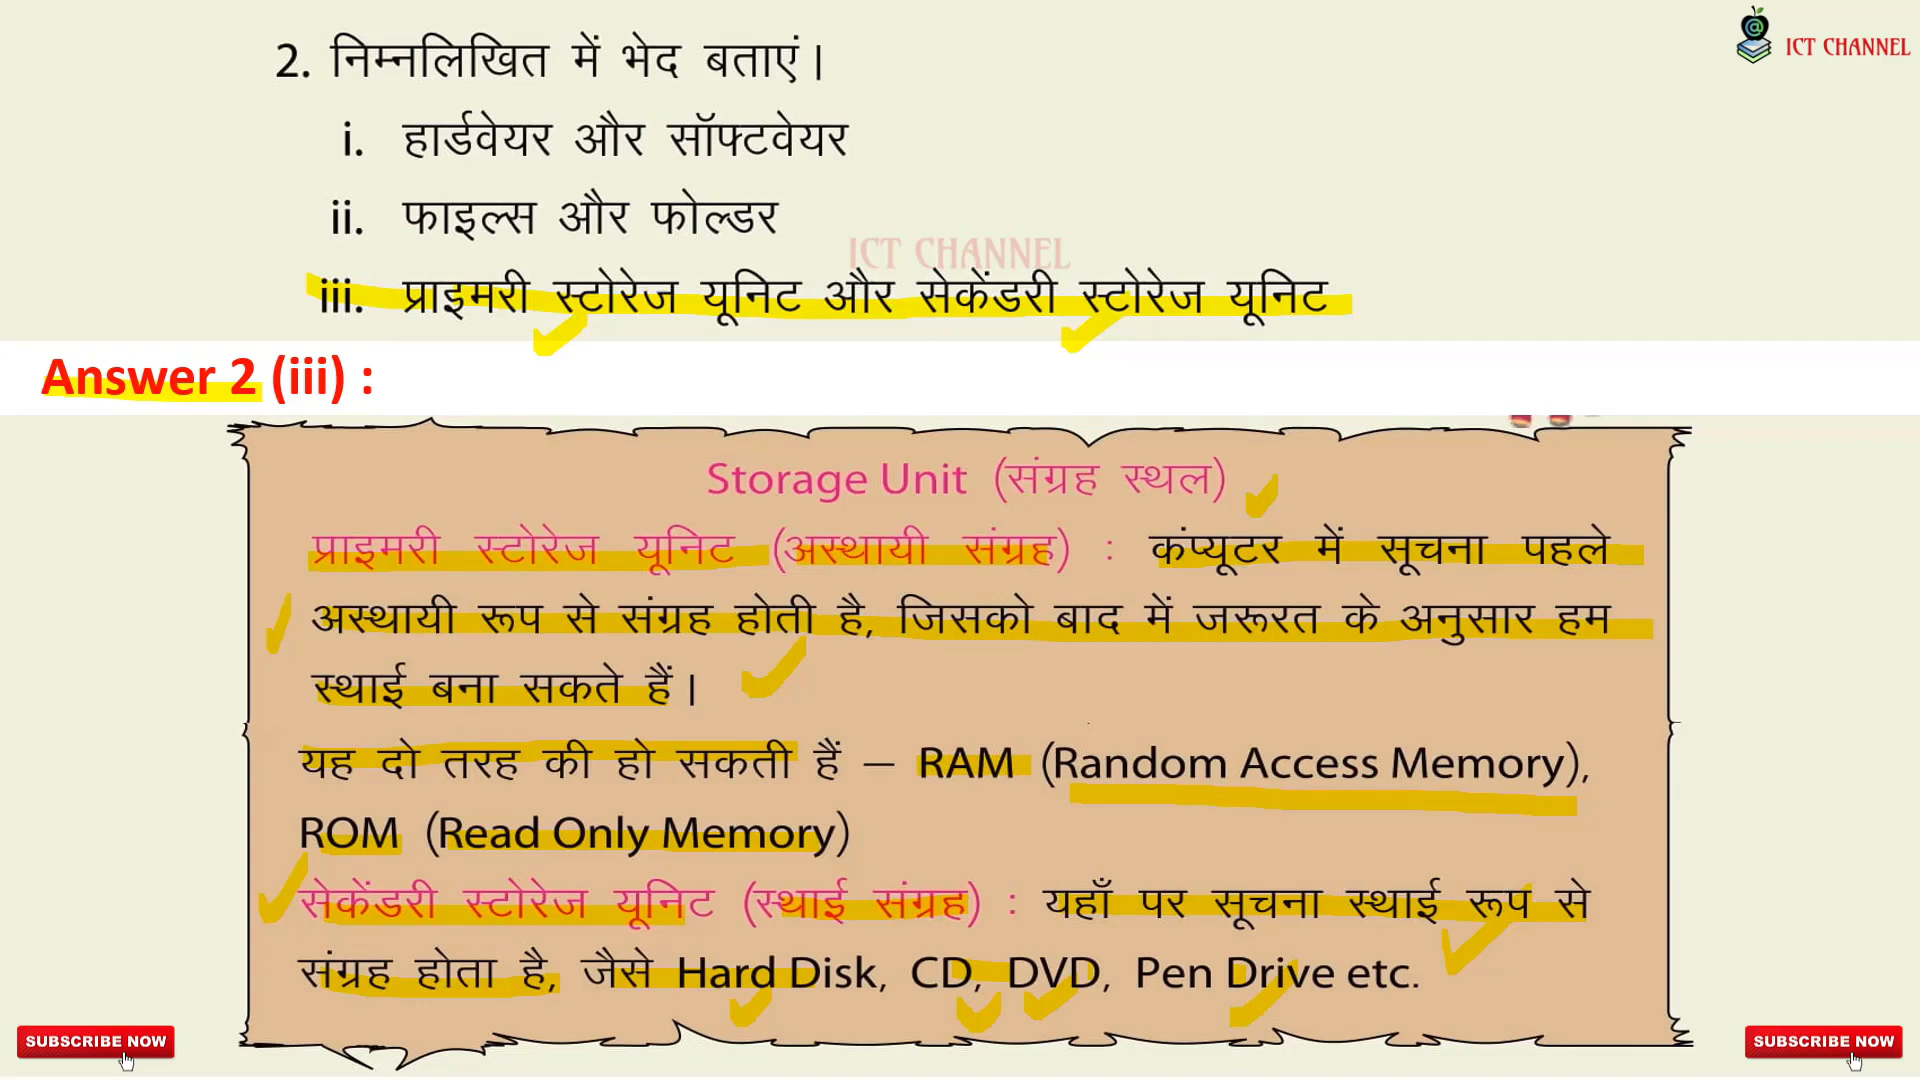 2. निम्नलिखित में भेद बताएं।
ICT CHANNEL
i. हार्डवेयर और सॉफ्टवेयर
ii. फाइल्स और फोल्डर
ICT CHANNEL
iii. प्राइमरी स्टोरेज यूनिट और सेकेंडरी स्टोरेज यूनिट
Answer 2 (iii) :
Storage Unit (संग्रह स्थल)
प्राइमरी स्टोरेज यूनिट (अस्थायी संग्रह) : कंप्यूटर में सूचना पहले
अस्थायी रूप से संग्रह होती है, जिसको बाद में जरूरत के अनुसार हम
स्थाई बना सकते हैं।
यह दो तरह की हो सकती हैं – RAM (Random Access Memory),
ROM (Read Only Memory)
सेकेंडरी स्टोरेज यूनिट (स्थाई संग्रह) : यहाँ पर सूचना स्थाई रूप से
संग्रह होता है, जैसे Hard Disk, CD, DVD, Pen Drive etc.
SUBSCRIBE NOW
SUBSCRIBE NOW